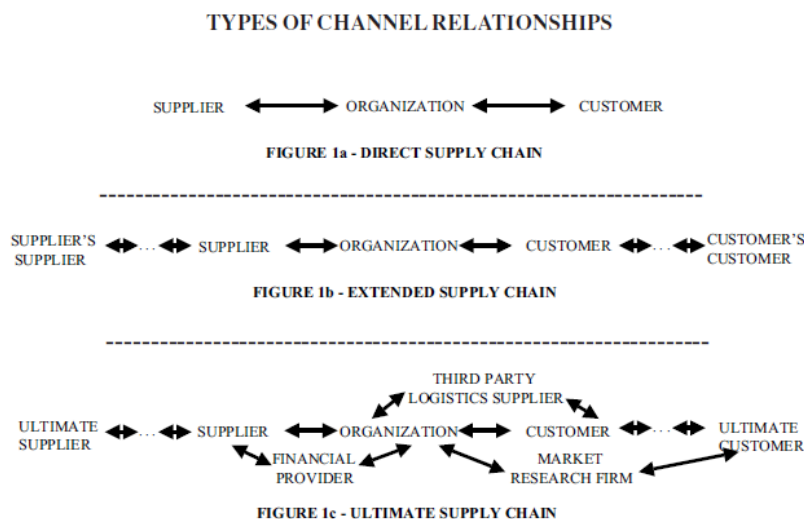 TYPES OF CHANNEL RELATIONSHIPS
SUPPLIER ORGANIZATION CUSTOMER
FIGURE 1a - DIRECT SUPPLY CHAIN
SUPPLIER'S SUPPLIER ... SUPPLIER ORGANIZATION CUSTOMER ... CUSTOMER'S CUSTOMER
FIGURE 1b - EXTENDED SUPPLY CHAIN
THIRD PARTY
LOGISTICS SUPPLIER
ULTIMATE SUPPLIER ... SUPPLIER ORGANIZATION CUSTOMER ... ULTIMATE CUSTOMER
FINANCIAL PROVIDER MARKET RESEARCH FIRM
FIGURE 1c - ULTIMATE SUPPLY CHAIN